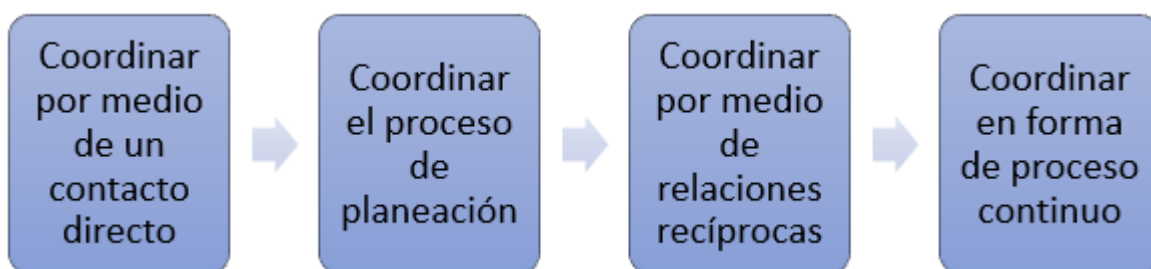 Coordinar
por medio
de un
contacto
directo
Coordinar
el proceso
de
planeación
Coordinar
por medio
de
relaciones
recíprocas
Coordinar
en forma
de proceso
continuo